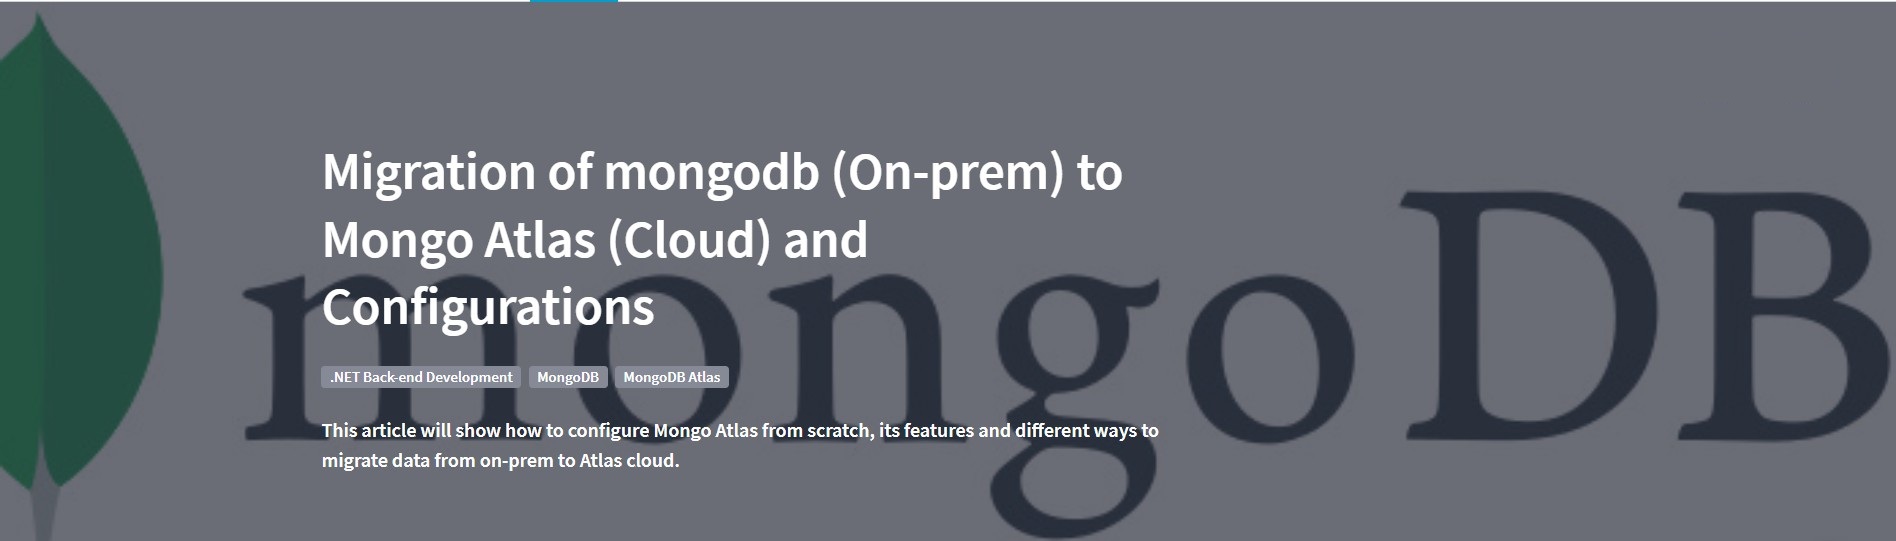 Migration of mongodb (On-prem) to
Mongo Atlas (Cloud) and
Configurations
.NET Back-end Development MongoDB MongoDB Atlas
This article will show how to configure Mongo Atlas from scratch, its features and different ways to
migrate data from on-prem to Atlas cloud.
mongoDB